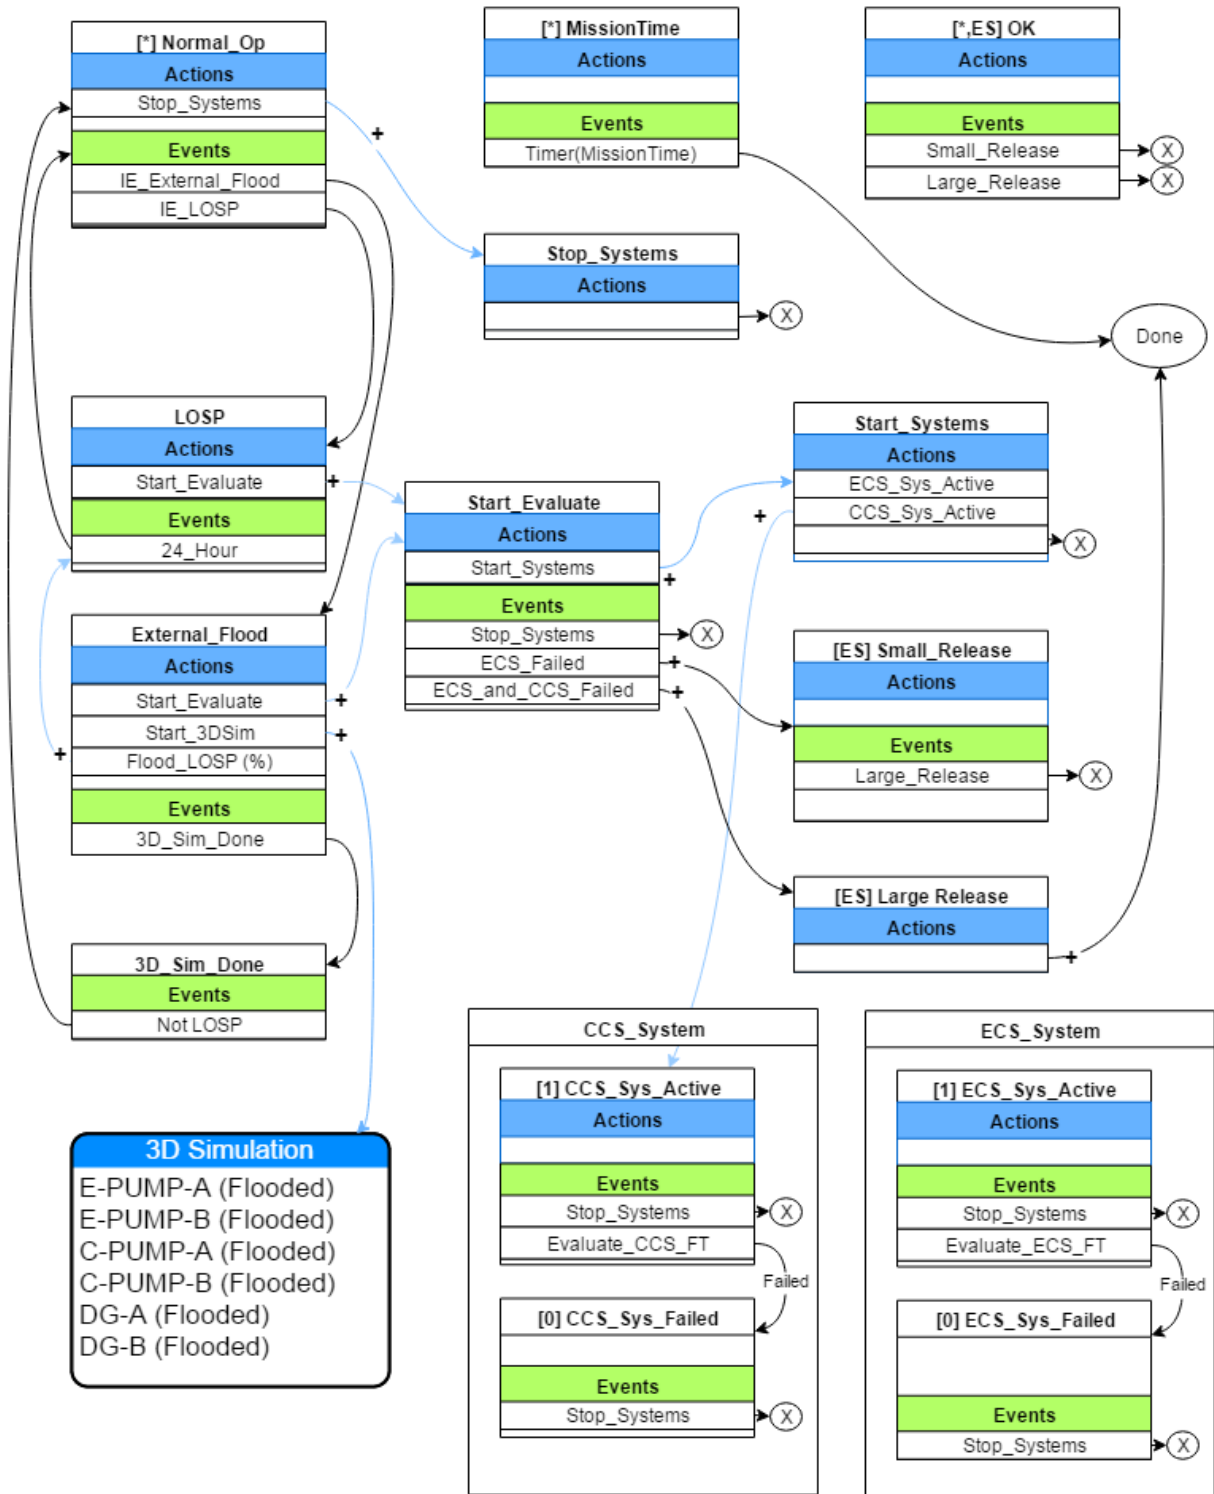 [*] Normal_Op
Actions
Stop_Systems
Events
IE_External_Flood
IE_LOSP
[*] MissionTime
Actions
Events
Timer(MissionTime)
[*,ES] OK
Actions
Events
Small_Release
X
Large_Release
X
+
Stop_Systems
Actions
X
Done
LOSP
Actions
Start_Evaluate
+
Events
24_Hour
Start_Evaluate
Actions
Start_Systems
+
Events
Stop_Systems
X
ECS_Failed
+
ECS_and_CCS_Failed
+
Start_Systems
Actions
ECS_Sys_Active
CCS_Sys_Active
+
X
External_Flood
Actions
Start_Evaluate
+
Start_3DSim
+
Flood_LOSP (%)
+
Events
3D_Sim_Done
[ES] Small_Release
Actions
Events
Large_Release
X
[ES] Large Release
Actions
+
3D_Sim_Done
Events
Not LOSP
3D Simulation
E-PUMP-A (Flooded)
E-PUMP-B (Flooded)
C-PUMP-A (Flooded)
C-PUMP-B (Flooded)
DG-A (Flooded)
DG-B (Flooded)
CCS_System
[1] CCS_Sys_Active
Actions
Events
Stop_Systems
X
Evaluate_CCS_FT
Failed
[0] CCS_Sys_Failed
Events
Stop_Systems
X
ECS_System
[1] ECS_Sys_Active
Actions
Events
Stop_Systems
X
Evaluate_ECS_FT
Failed
[0] ECS_Sys_Failed
Events
Stop_Systems
X